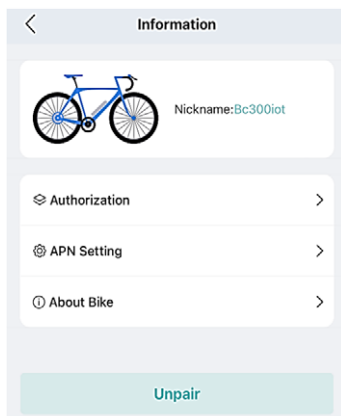 Information
Nickname:Bc300iot
Authorization
APN Setting
About Bike
Unpair